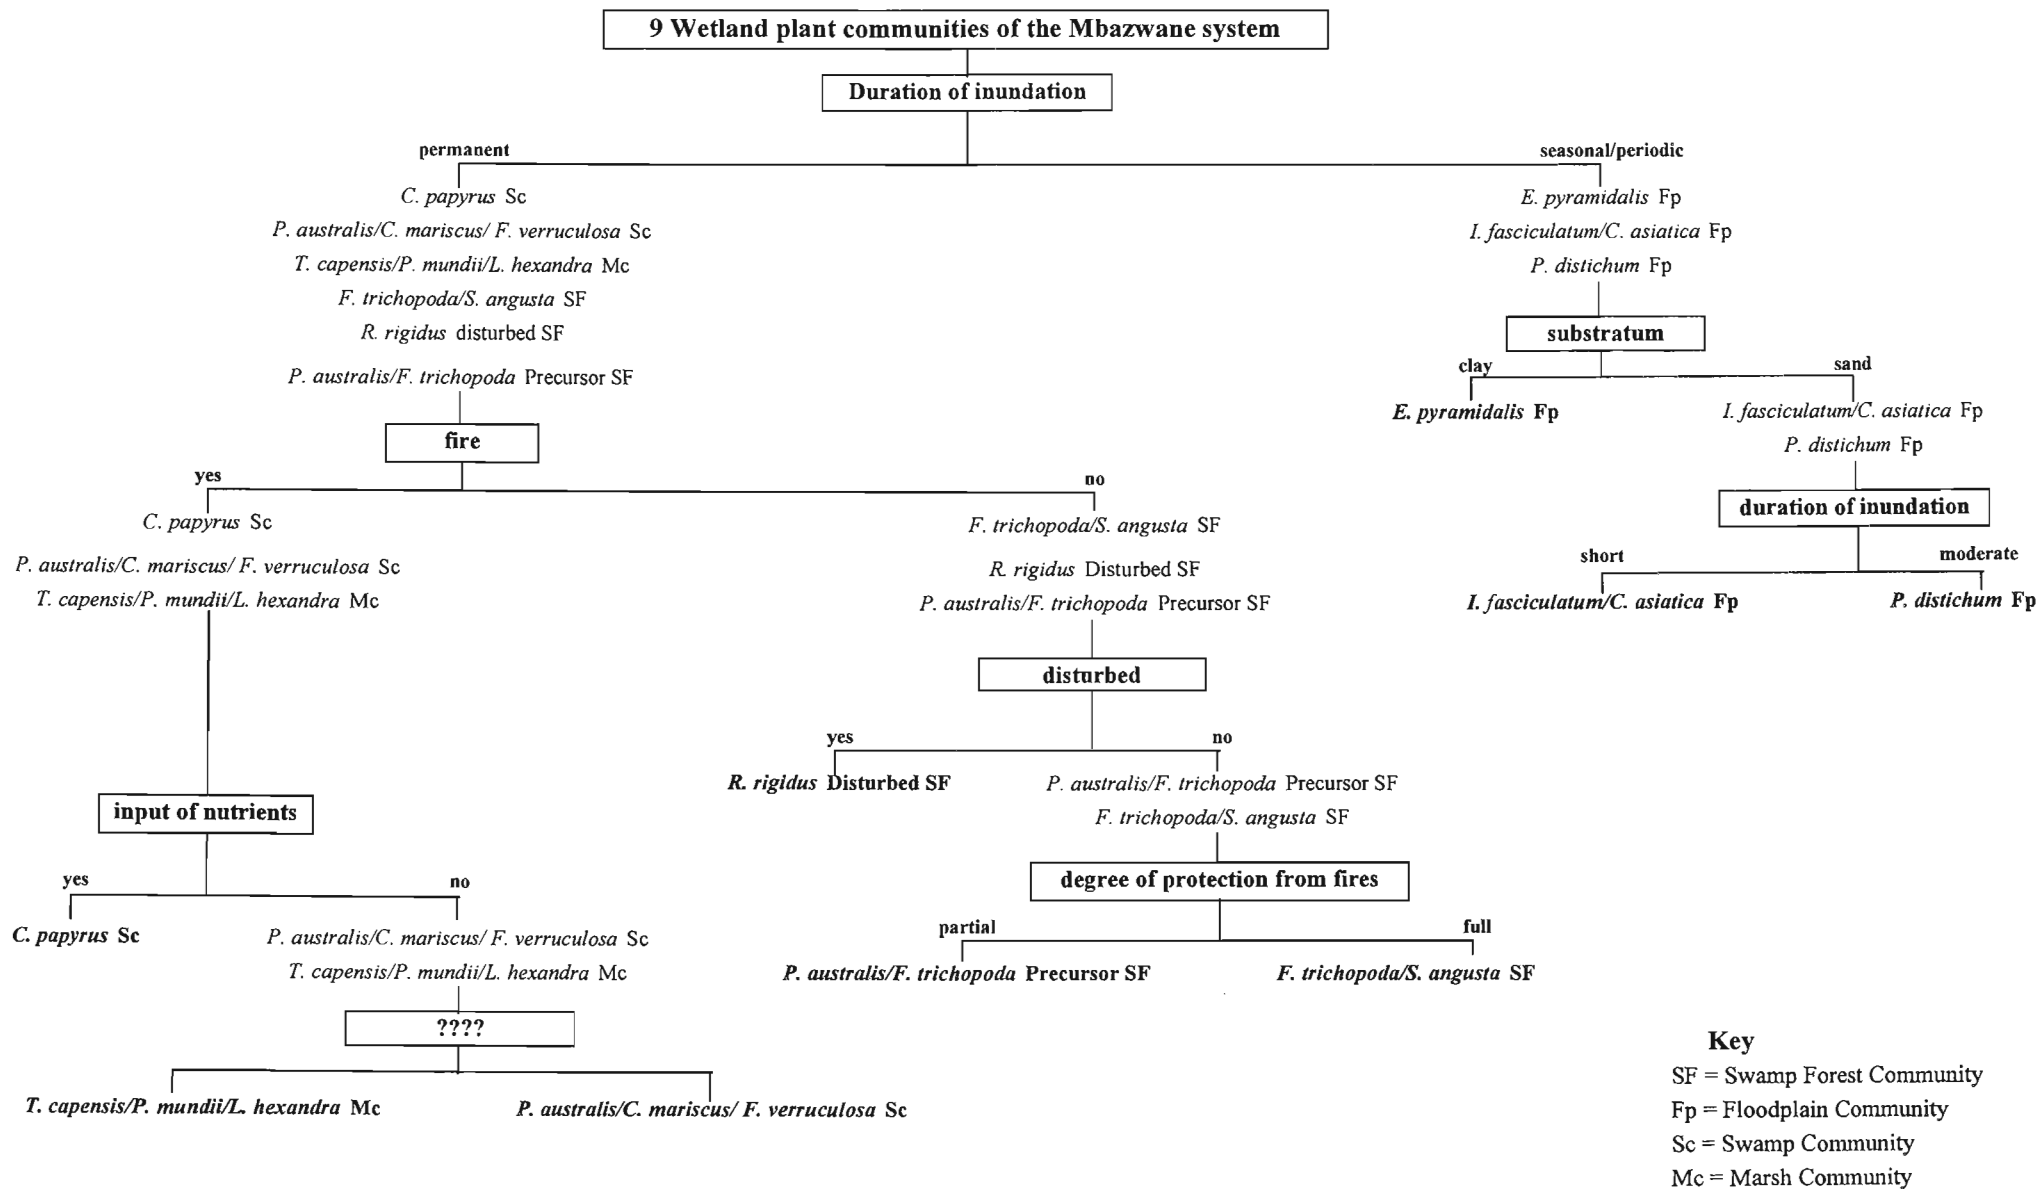 9 Wetland plant communities of the Mbazwane system
Duration of inundation
permanent
seasonal/periodic
C. papyrus Sc
P. australis/C. mariscus/ F. verruculosa Sc
T. capensis/P. mundii/L. hexandra Mc
F. trichopoda/S. angusta SF
R. rigidus disturbed SF
P. australis/F. trichopoda Precursor SF
E. pyramidalis Fp
I. fasciculatum/C. asiatica Fp
P. distichum Fp
substratum
clay
sand
E. pyramidalis Fp
I. fasciculatum/C. asiatica Fp
P. distichum Fp
duration of inundation
short
moderate
I. fasciculatum/C. asiatica Fp
P. distichum Fp
fire
yes
no
C. papyrus Sc
P. australis/C. mariscus/ F. verruculosa Sc
T. capensis/P. mundii/L. hexandra Mc
F. trichopoda/S. angusta SF
R. rigidus Disturbed SF
P. australis/F. trichopoda Precursor SF
disturbed
yes
no
R. rigidus Disturbed SF
P. australis/F. trichopoda Precursor SF
F. trichopoda/S. angusta SF
degree of protection from fires
partial
full
P. australis/F. trichopoda Precursor SF
F. trichopoda/S. angusta SF
input of nutrients
yes
no
C. papyrus Sc
P. australis/C. mariscus/ F. verruculosa Sc
T. capensis/P. mundii/L. hexandra Mc
????
T. capensis/P. mundii/L. hexandra Mc
P. australis/C. mariscus/ F. verruculosa Sc
Key
SF = Swamp Forest Community
Fp = Floodplain Community
Sc = Swamp Community
Mc = Marsh Community